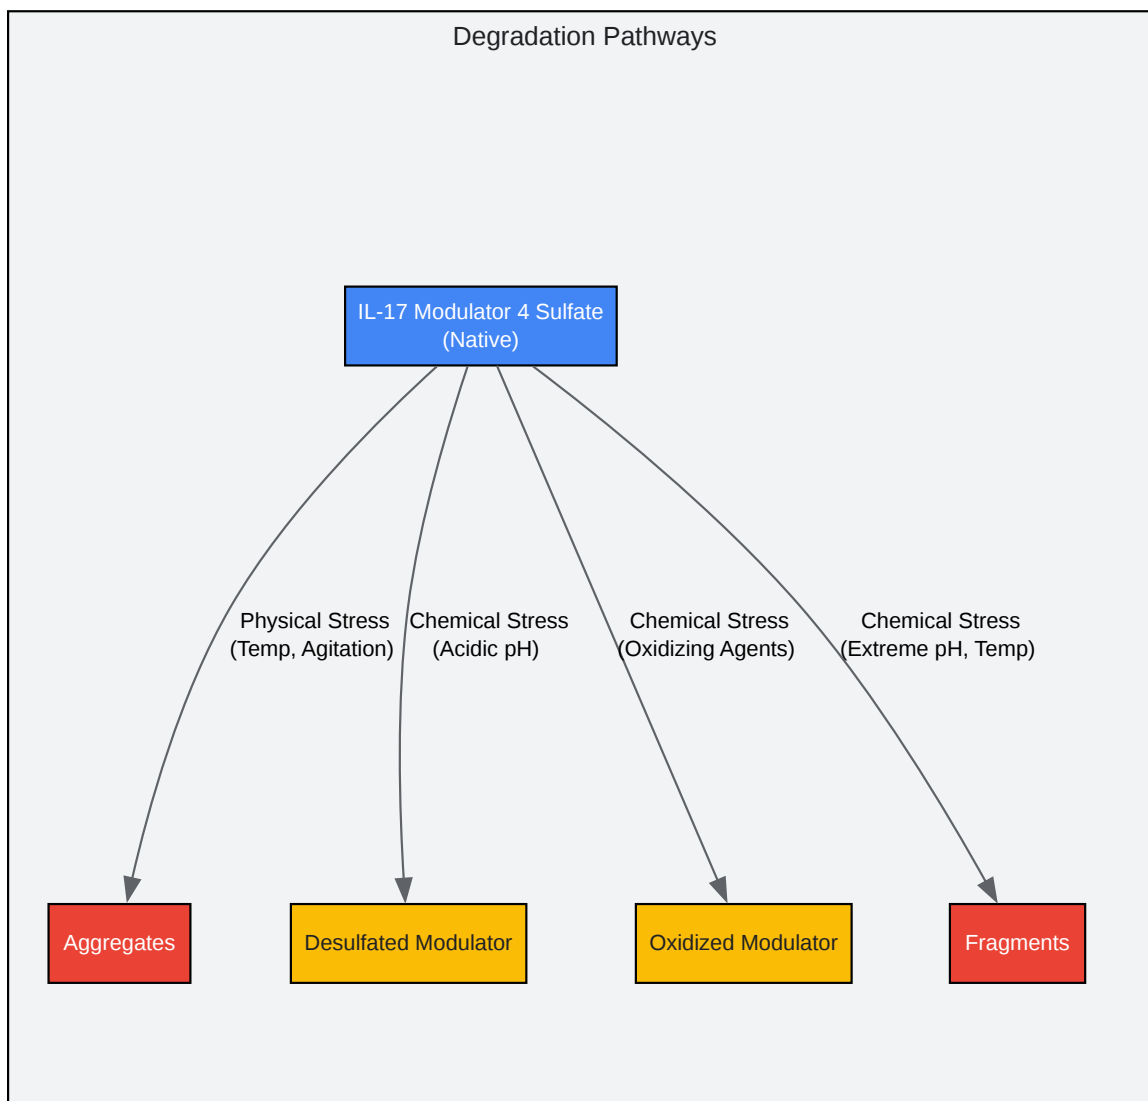 Degradation Pathways
IL-17 Modulator 4 Sulfate
(Native)
Physical Stress
(Temp, Agitation)
Chemical Stress
(Acidic pH)
Chemical Stress
(Oxidizing Agents)
Chemical Stress
(Extreme pH, Temp)
Aggregates
Desulfated Modulator
Oxidized Modulator
Fragments